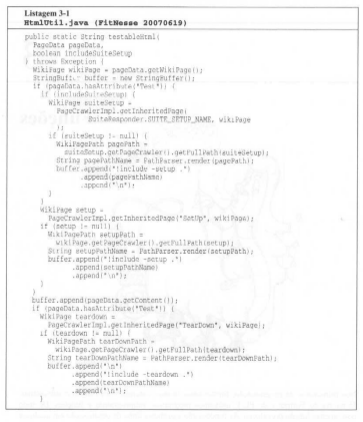 Listagem 3-1
HtmlUtil.java (FitNesse 20070619)
public static String testableHtml(
PageData pageData,
boolean includeSuiteSetup
) throws Exception {
WikiPage wikiPage = pageData.getWikiPage();
StringBuffer buffer = new StringBuffer();
if (pageData.hasAttribute("Test")) {
if (includeSuiteSetup) {
WikiPage suiteSetup =
PageCrawlerImpl.getInheritedPage(
SuiteResponder.SUITE_SETUP_NAME, wikiPage
);
if (suiteSetup != null) {
WikiPagePath pagePath =
suiteSetup.getPageCrawler().getFullPath(suiteSetup);
String pagePathName = PathParser.render(pagePath);
buffer.append("!include -setup .")
.append(pagePathName)
.append("\n");
}
}
WikiPage setup =
PageCrawlerImpl.getInheritedPage("SetUp", wikiPage);
if (setup != null) {
WikiPagePath setupPath =
wikiPage.getPageCrawler().getFullPath(setup);
String setupPathName = PathParser.render(setupPath);
buffer.append("!include -setup .")
.append(setupPathName)
.append("\n");
}
}
buffer.append(pageData.getContent());
if (pageData.hasAttribute("Test")) {
WikiPage teardown =
PageCrawlerImpl.getInheritedPage("TearDown", wikiPage);
if (teardown != null) {
WikiPagePath tearDownPath =
wikiPage.getPageCrawler().getFullPath(teardown);
String tearDownPathName = PathParser.render(tearDownPath);
buffer.append("\n")
.append("!include -teardown .")
.append(tearDownPathName)
.append("\n");
}